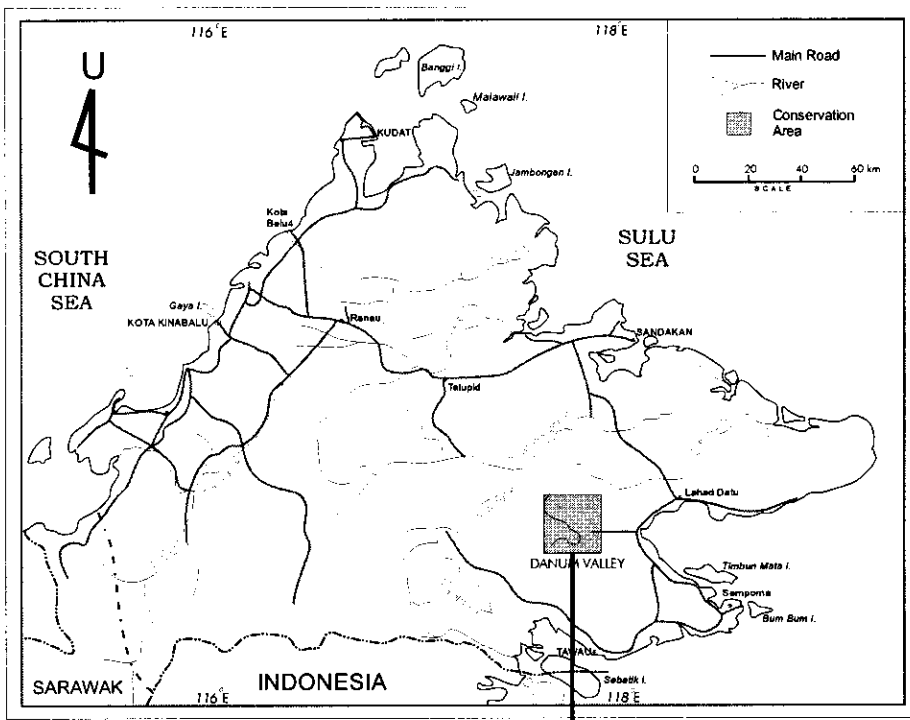 116°E
118°E
U
Banggi I.
Malawali I.
KUDAT
Jambongan I.
Main Road
River
Conservation
Area
0 20 40 60 km
SCALE
Kota
Belud
SOUTH
CHINA
SEA
SULU
SEA
Gaya I.
KOTA KINABALU
Ranau
SANDAKAN
Telupid
Lahad Datu
DANUM VALLEY
Timbun Mata I.
Semporna
Bum Bum I.
TAWAU
Sebatik I.
SARAWAK
116°E
INDONESIA
118°E